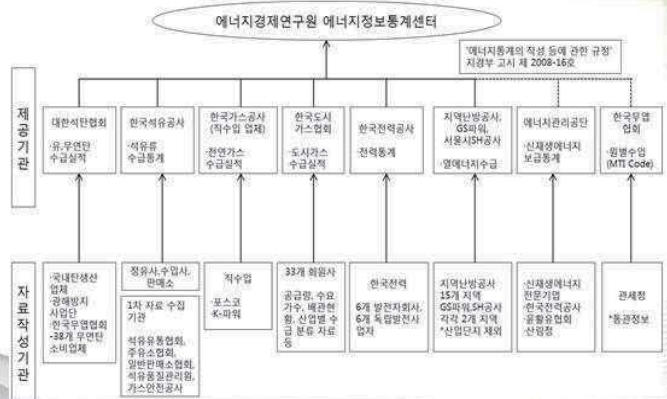 에너지경제연구원 에너지정보통계센터
'에너지통계의 작성 등에 관한 규정'
지경부 고시 제 2008-16호
제공기관
대한석탄협회
·유,무연탄
수급실적
한국석유공사
·석유류
수급통계
한국가스공사
(직수입 업체)
·천연가스
수급실적
한국도시
가스협회
·도시가스
수급실적
한국전력공사
·전력통계
지역난방공사,
GS파워,
서울시SH공사
·열에너지수급
에너지관리공단
·신재생에너지
보급통계
한국무역
협회
·원별수입
(MTI Code)
자료작성기관
·국내탄생산
업체
·광해방지
사업단
·한국무역협회
-38개 무연탄
소비업체
정유사,수입사,
판매소
1차 자료 수집
기관
석유유통협회,
주유소협회,
일반판매소협회,
석유품질관리원,
가스안전공사
직수업
·포스코
·K-파워
33개 회원사
공급량, 수요
가수, 배관현
황, 산업별 수
급 분류 자료
등
한국전력
6개 발전자회사,
6개 독립발전사
업자
지역난방공사
15개 지역
GS파워,SH공사
각각 2개 지역
*산업단지 제외
·신재생에너지
전문기업
·한국전력공사
·윤활유협회
·산림청
관세청
*통관정보